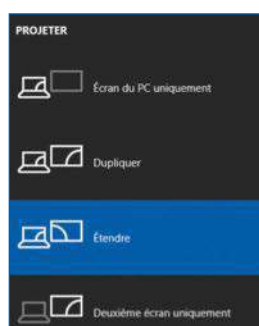 PROJETER
Écran du PC uniquement
Dupliquer
Étendre
Deuxième écran uniquement